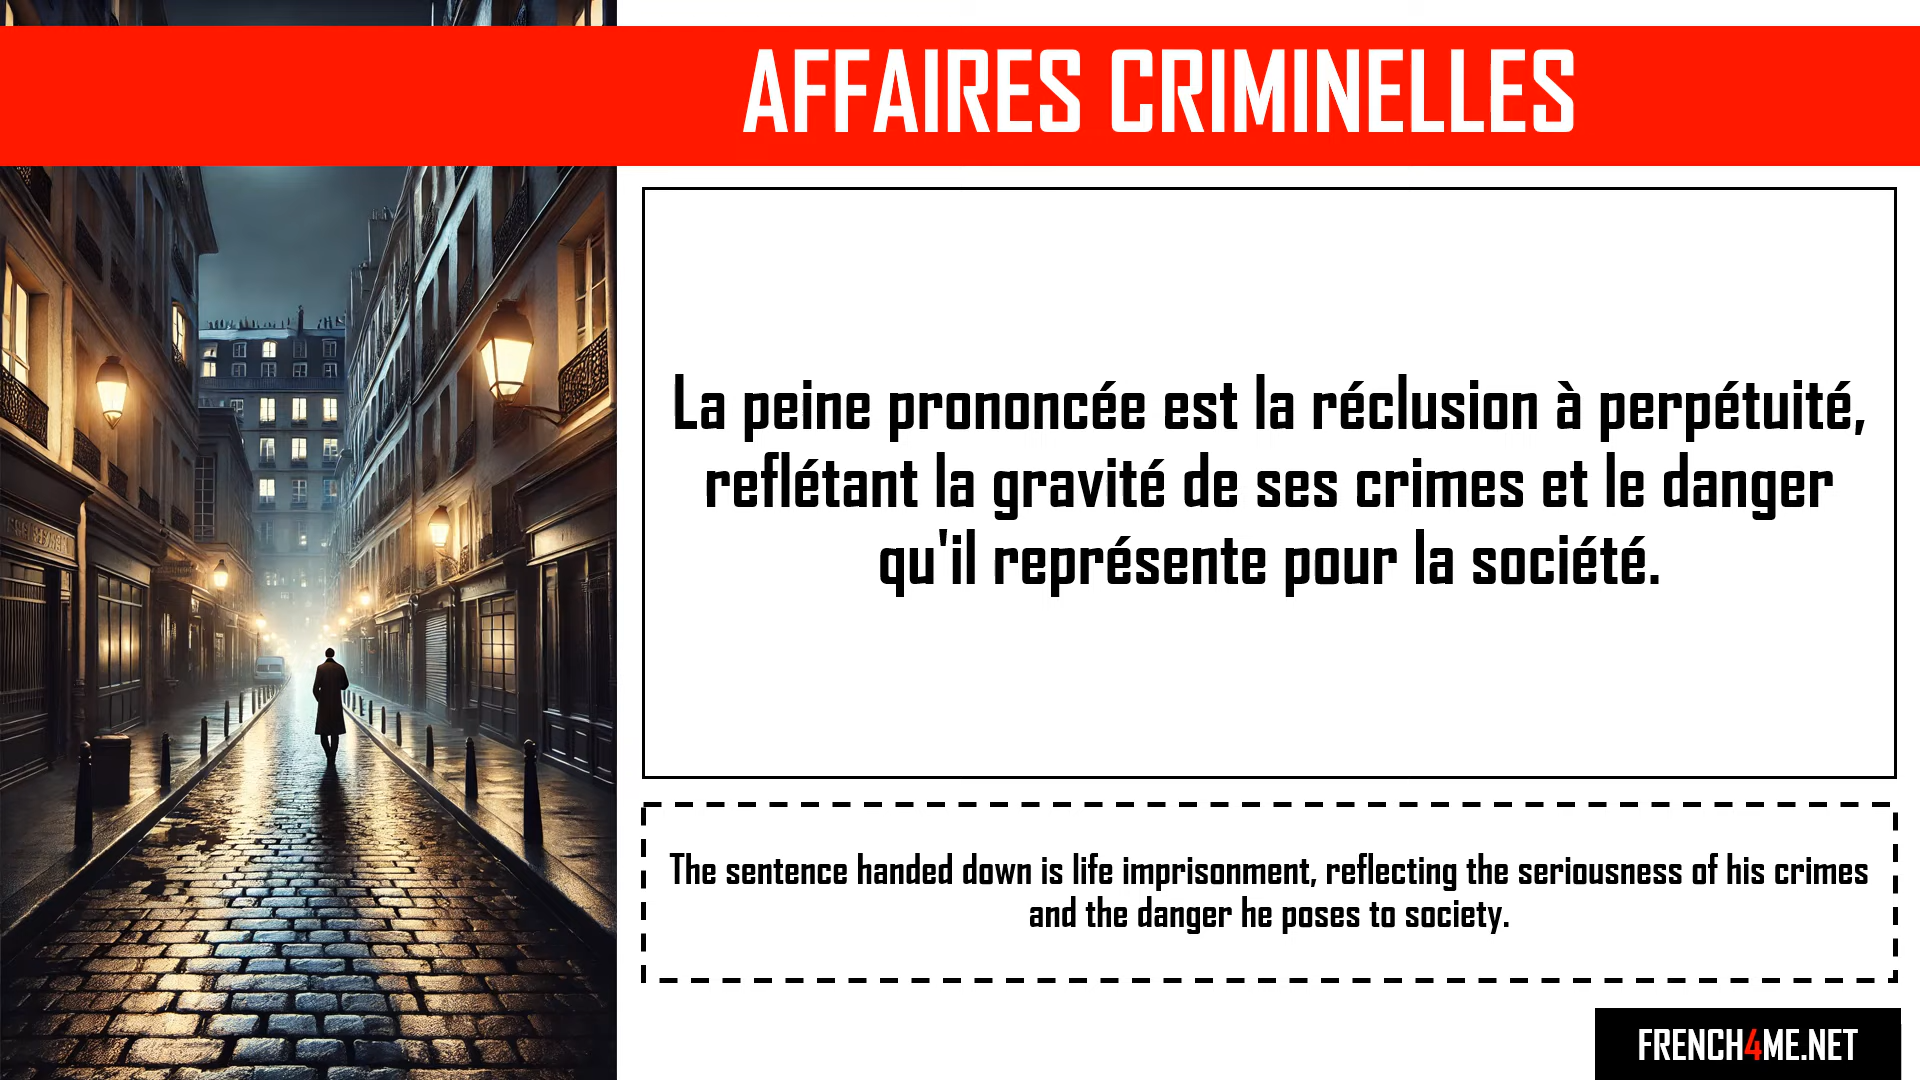 AFFAIRES CRIMINELLES
La peine prononcée est la réclusion à perpétuité,
reflétant la gravité de ses crimes et le danger
qu'il représente pour la société.
The sentence handed down is life imprisonment, reflecting the seriousness of his crimes
and the danger he poses to society.
FRENCH4ME.NET